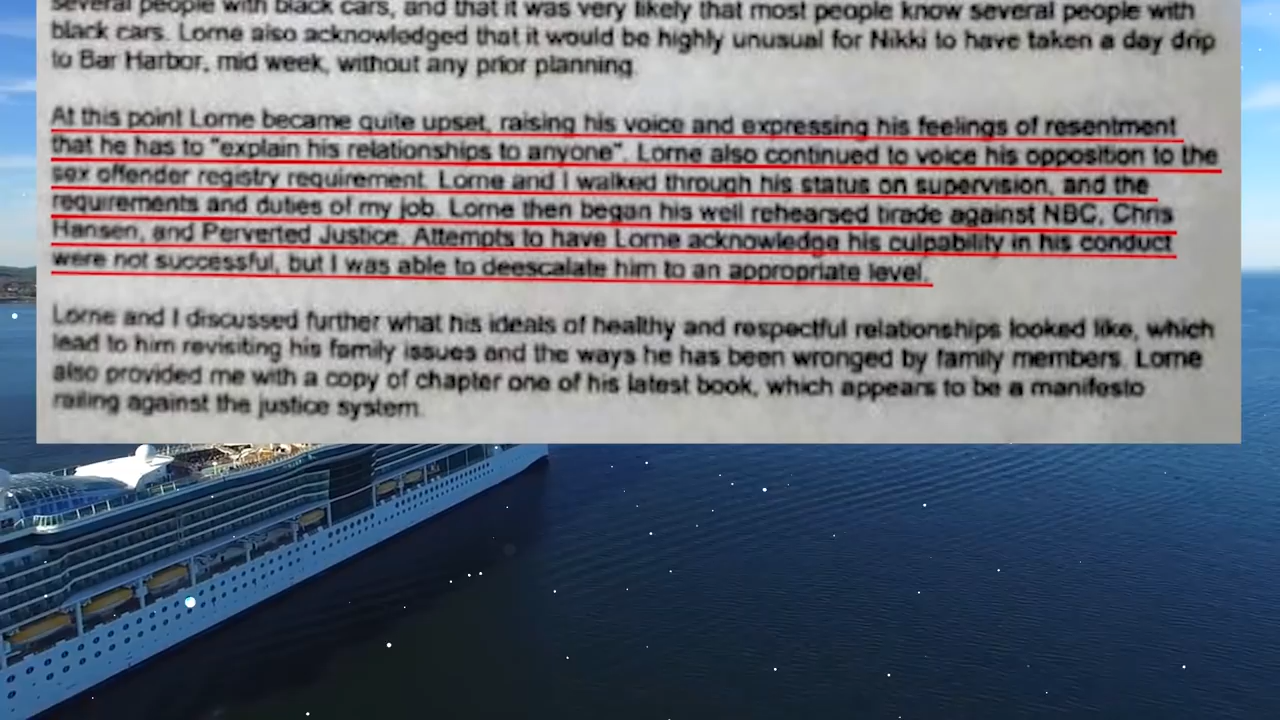 several people with black cars, and that it was very likely that most people know several people with
black cars. Lorne also acknowledged that it would be highly unusual for Nikki to have taken a day drip
to Bar Harbor, mid week, without any prior planning.
At this point Lorne became quite upset, raising his voice and expressing his feelings of resentment
that he has to "explain his relationships to anyone". Lorne also continued to voice his opposition to the
sex offender registry requirement. Lorne and I walked through his status on supervision, and the
requirements and duties of my job. Lorne then began his well rehearsed tirade against NBC, Chris
Hansen, and Perverted Justice. Attempts to have Lorne acknowledge his culpability in his conduct
were not successful, but I was able to deescalate him to an appropriate level.
Lorne and I discussed further what his ideals of healthy and respectful relationships looked like, which
lead to him revisiting his family issues and the ways he has been wronged by family members. Lorne
also provided me with a copy of chapter one of his latest book, which appears to be a manifesto
railing against the justice system.